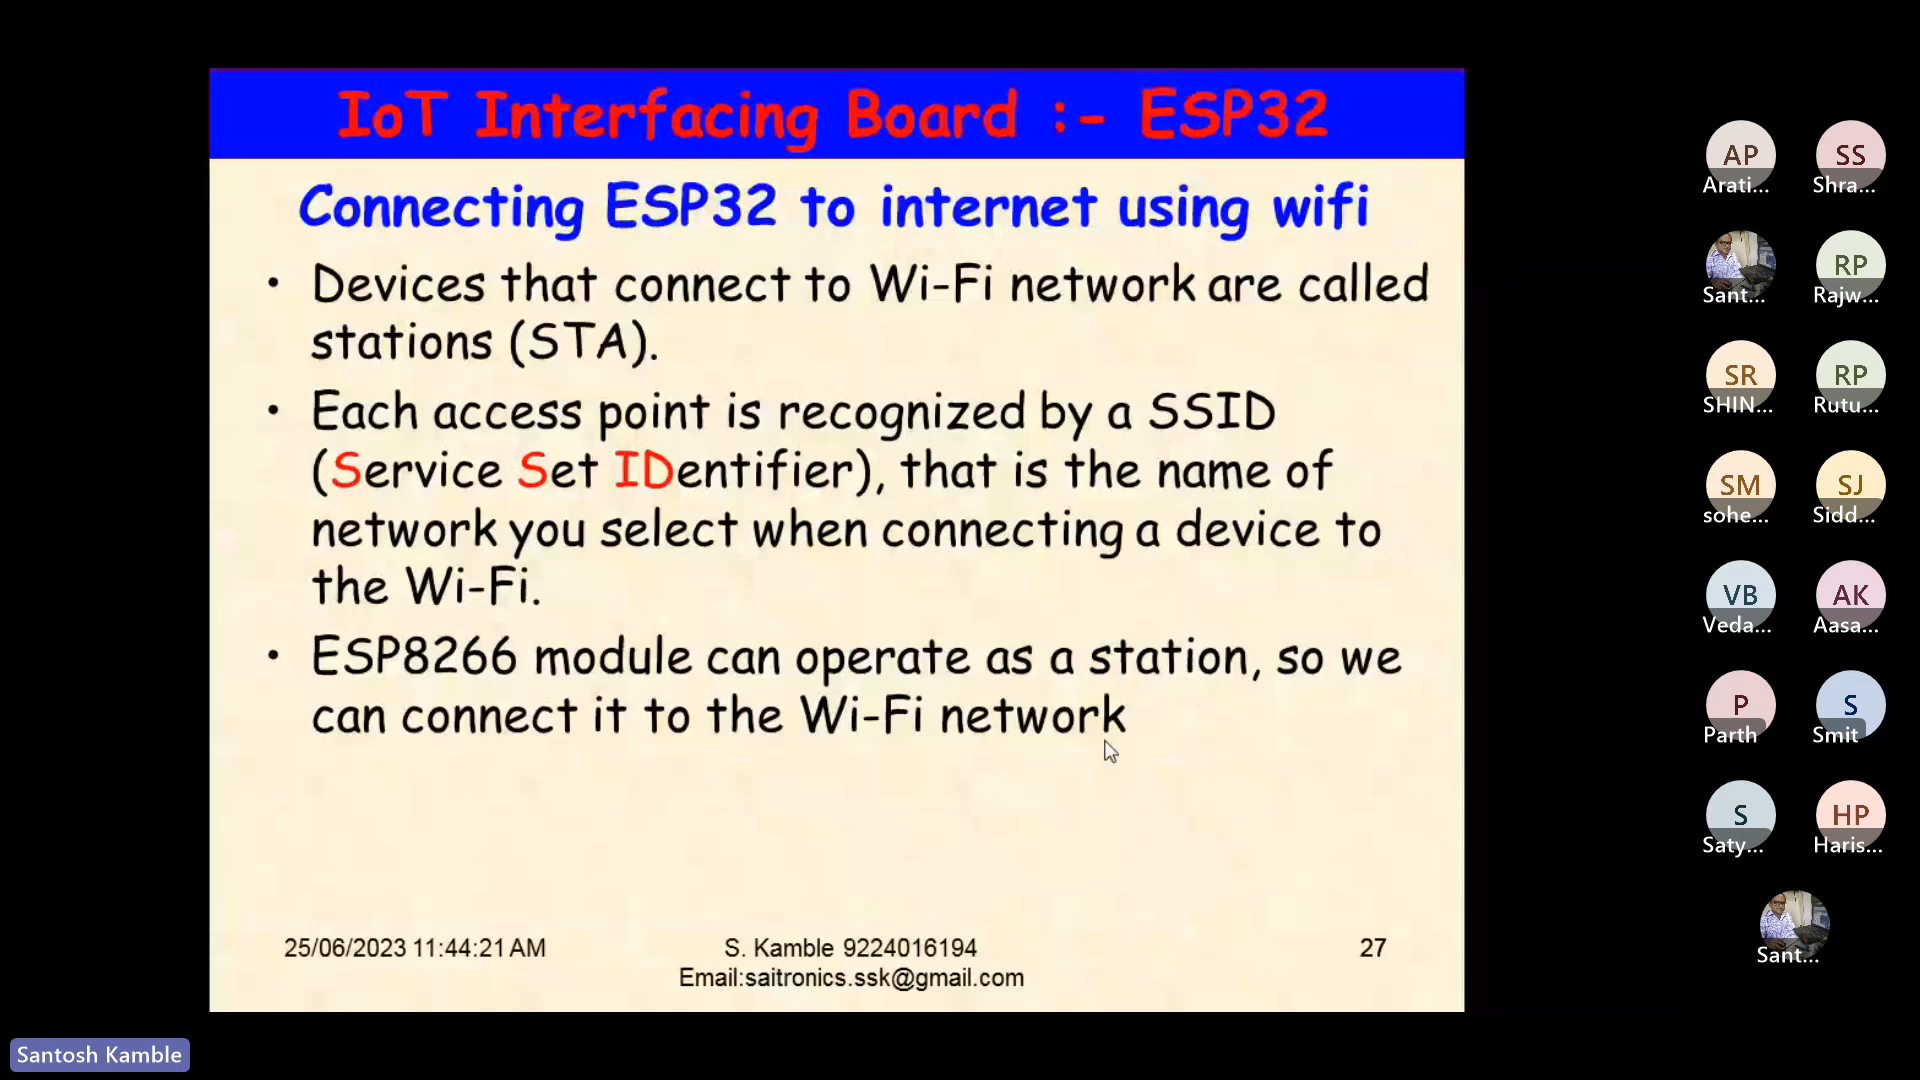 IoT Interfacing Board :- ESP32
Connecting ESP32 to internet using wifi
• Devices that connect to Wi-Fi network are called
stations (STA).
• Each access point is recognized by a SSID
(Service Set IDentifier), that is the name of
network you select when connecting a device to
the Wi-Fi.
• ESP8266 module can operate as a station, so we
can connect it to the Wi-Fi network
25/06/2023 11:44:21 AM
S. Kamble 9224016194
Email:saitronics.ssk@gmail.com
27
Santosh Kamble
AP
Arati...
SS
Shra...
Sant...
RP
Rajw...
SR
SHIN...
RP
Rutu...
SM
sohe...
SJ
Sidd...
VB
Veda...
AK
Aasa...
P
Parth
S
Smit
S
Saty...
HP
Haris...
Sant...